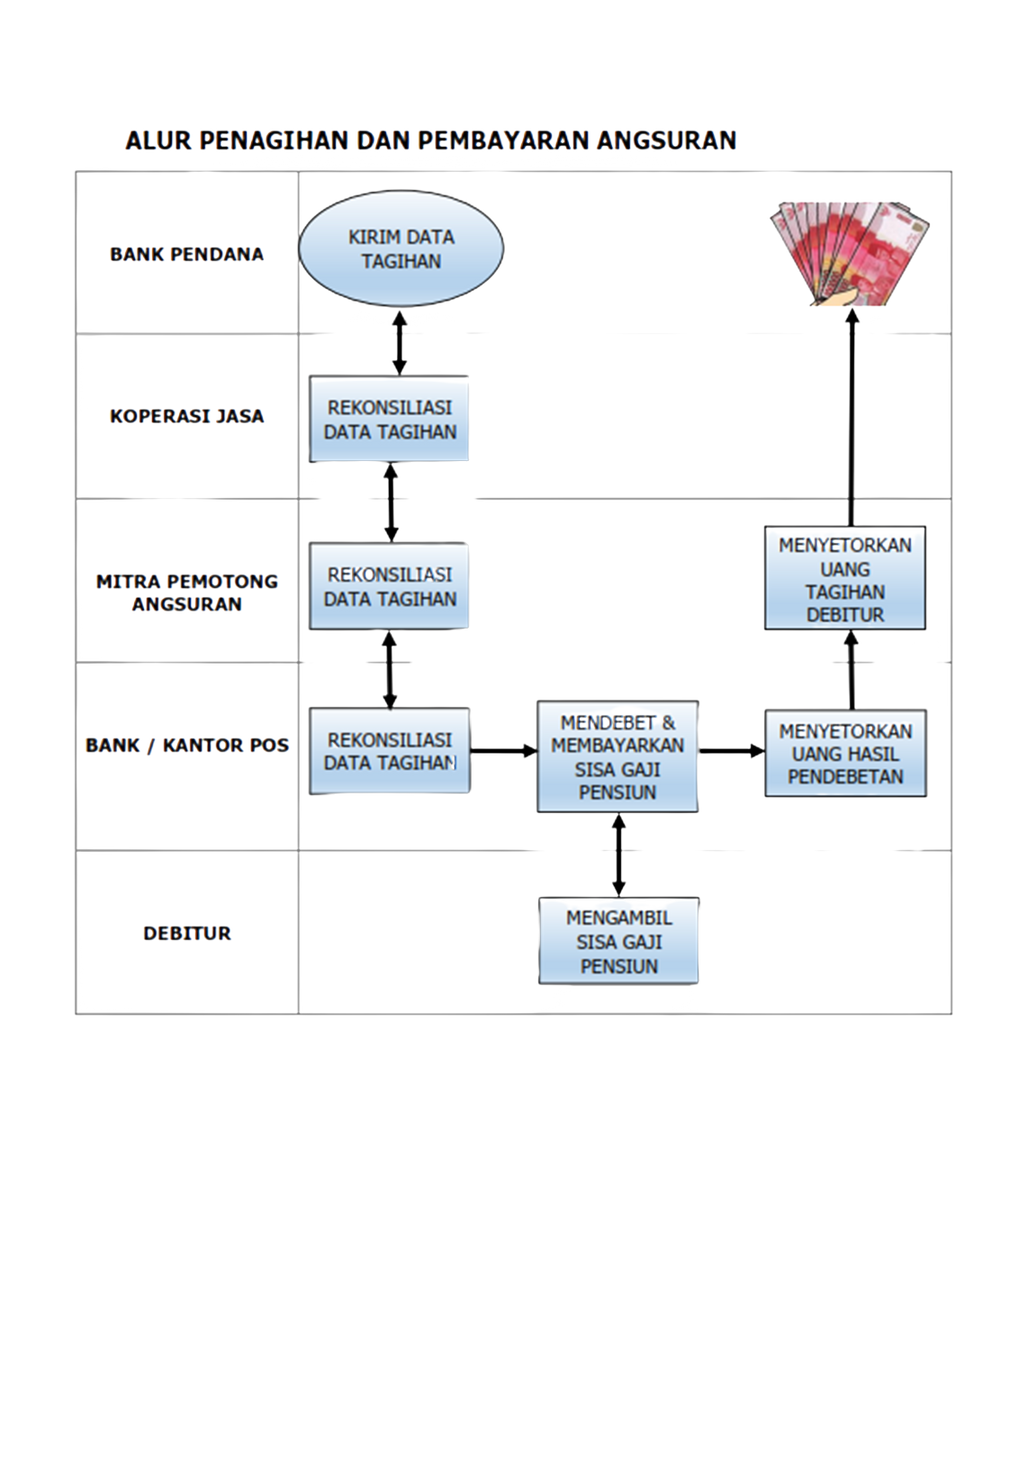 ALUR PENAGIHAN DAN PEMBAYARAN ANGSURAN
BANK PENDANA
KIRIM DATA
TAGIHAN
KOPERASI JASA
REKONSILIASI
DATA TAGIHAN
MITRA PEMOTONG
ANGSURAN
REKONSILIASI
DATA TAGIHAN
MENYETORKAN
UANG
TAGIHAN
DEBITUR
BANK / KANTOR POS
REKONSILIASI
DATA TAGIHAN
MENDEBET &
MEMBAYARKAN
SISA GAJI
PENSIUN
MENYETORKAN
UANG HASIL
PENDEBETAN
DEBITUR
MENGAMBIL
SISA GAJI
PENSIUN